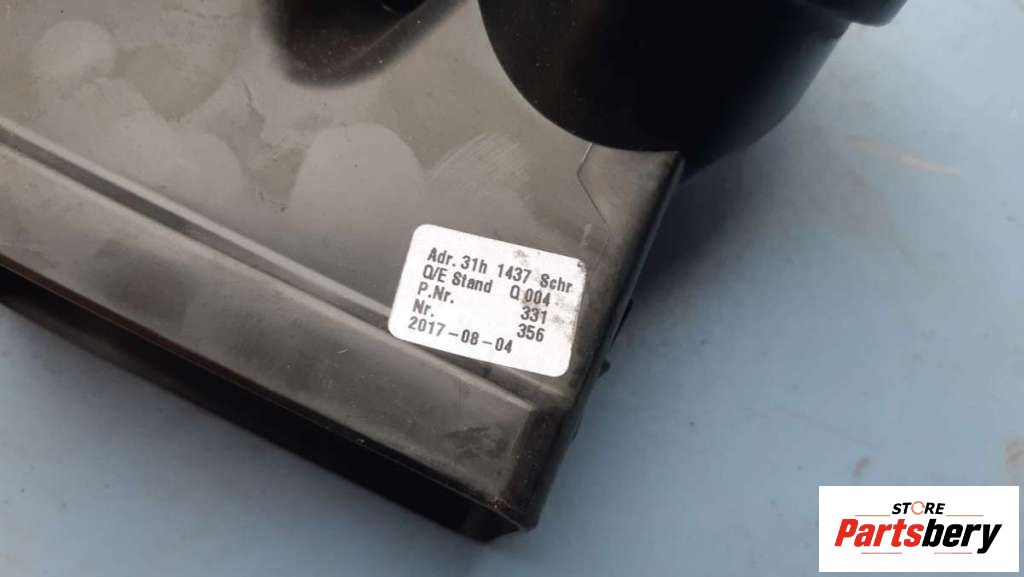 Adr. 31h 1437 Schr
Q/E Stand Q 004
P.Nr. 331
Nr. 356
2017-08-04
STORE
Partsbery